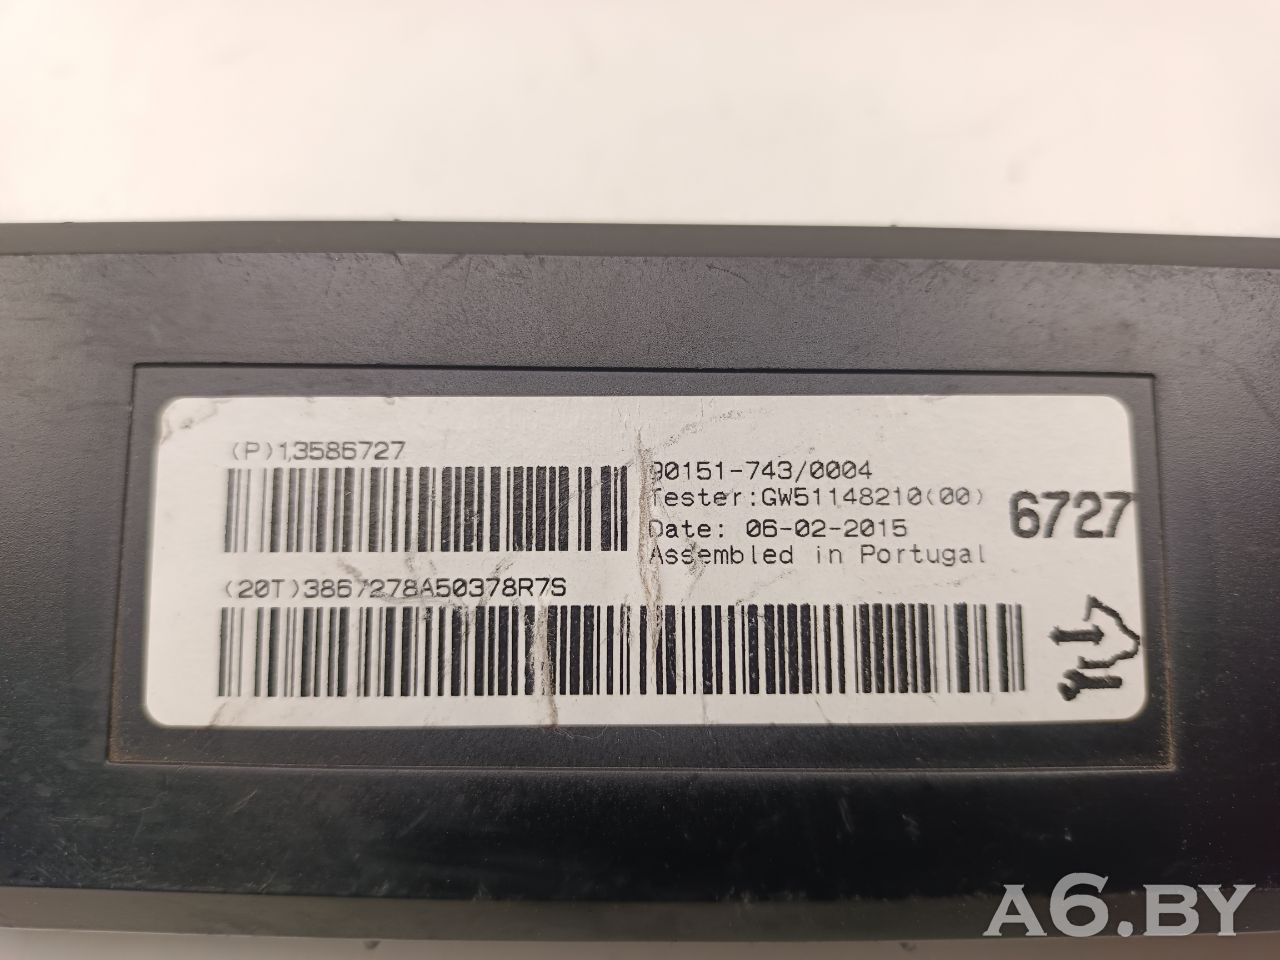 (P)13586727
90151-743/0004
Tester:GW51148210(00)
Date: 06-02-2015
Assembled in Portugal
6727
(20T)3867278A50378R7S
A6.BY